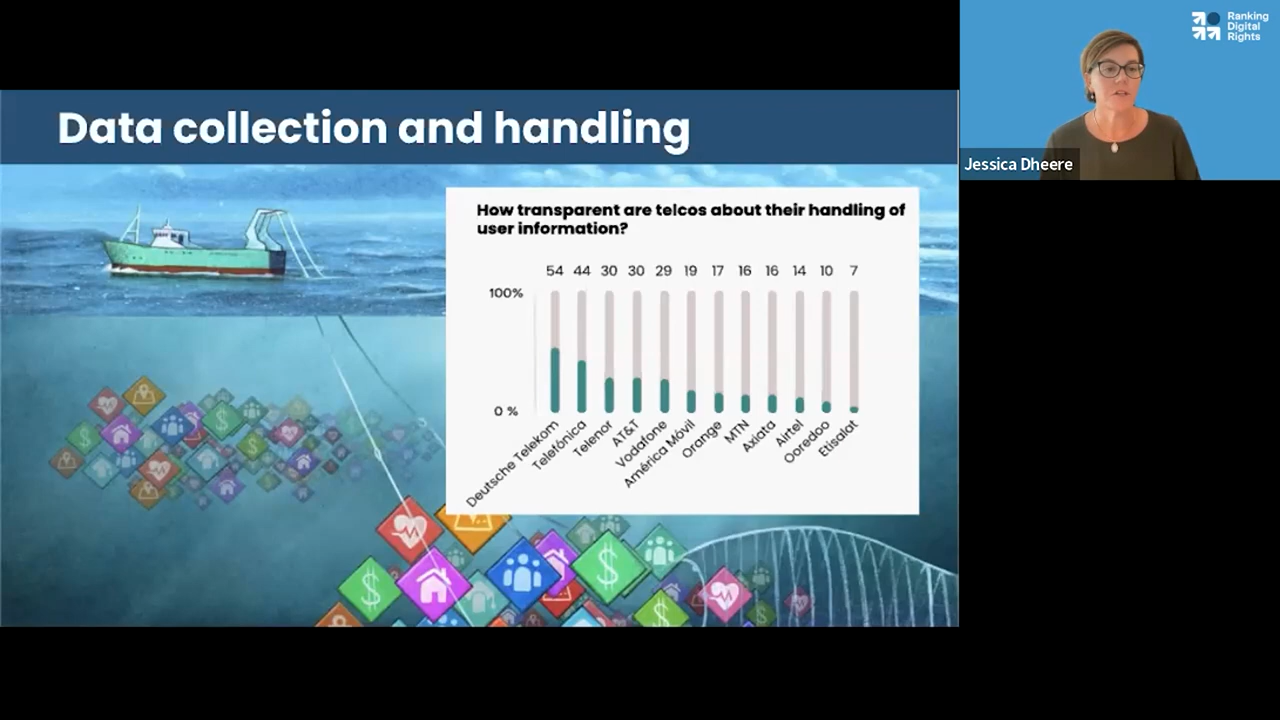 Data collection and handling
How transparent are telcos about their handling of
user information?
54 44 30 30 29 19 17 16 16 14 10 7
100%
0 %
Deutsche Telekom
Telefónica
Telenor
AT&T
Vodafone
América Móvil
Orange
MTN
Axiata
Airtel
Ooredoo
Etisalat
Ranking
Digital
Rights
Jessica Dheere